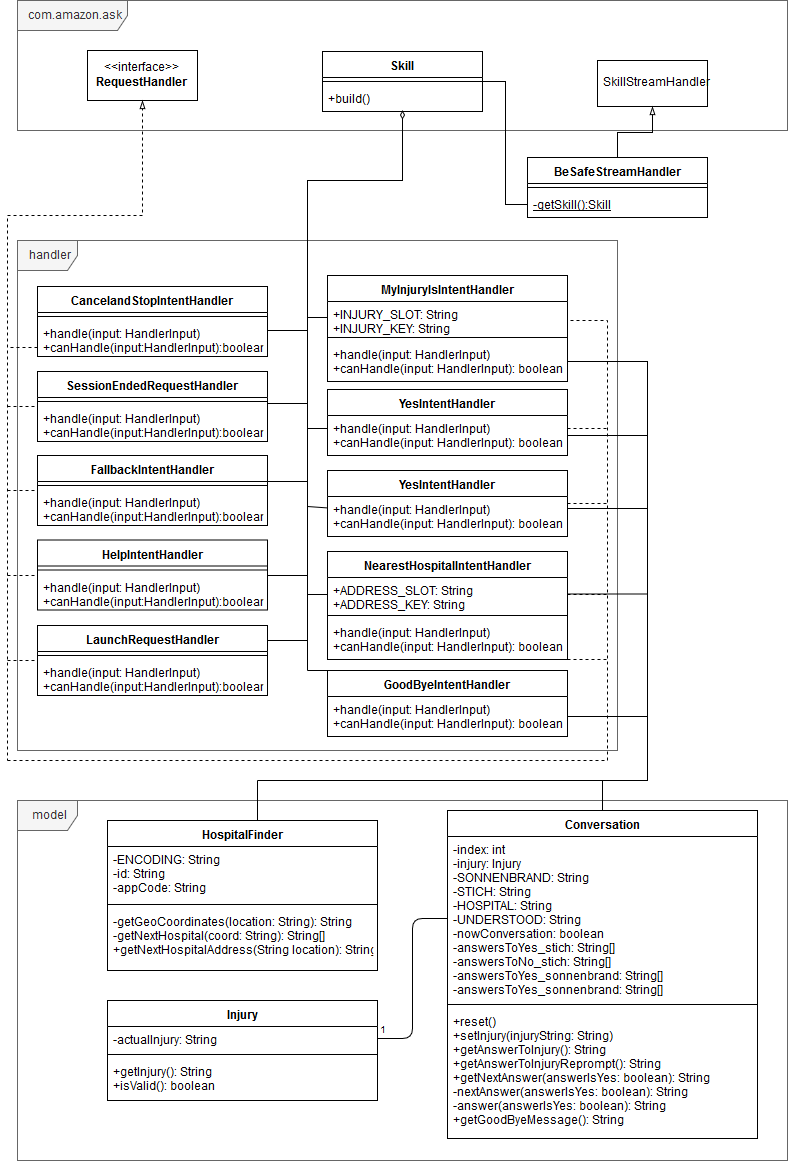 com.amazon.ask
<<interface>>
RequestHandler
Skill
+build()
SkillStreamHandler
BeSafeStreamHandler
-getSkill():Skill
handler
CancelandStopIntentHandler
+handle(input: HandlerInput)
+canHandle(input:HandlerInput):boolean
SessionEndedRequestHandler
+handle(input: HandlerInput)
+canHandle(input:HandlerInput):boolean
FallbackIntentHandler
+handle(input: HandlerInput)
+canHandle(input:HandlerInput):boolean
HelpIntentHandler
+handle(input: HandlerInput)
+canHandle(input:HandlerInput):boolean
LaunchRequestHandler
+handle(input: HandlerInput)
+canHandle(input:HandlerInput):boolean
MyInjuryIsIntentHandler
+INJURY_SLOT: String
+INJURY_KEY: String
+handle(input: HandlerInput)
+canHandle(input: HandlerInput): boolean
YesIntentHandler
+handle(input: HandlerInput)
+canHandle(input: HandlerInput): boolean
YesIntentHandler
+handle(input: HandlerInput)
+canHandle(input: HandlerInput): boolean
NearestHospitalIntentHandler
+ADDRESS_SLOT: String
+ADDRESS_KEY: String
+handle(input: HandlerInput)
+canHandle(input: HandlerInput): boolean
GoodByeIntentHandler
+handle(input: HandlerInput)
+canHandle(input: HandlerInput): boolean
model
HospitalFinder
-ENCODING: String
-id: String
-appCode: String
-getGeoCoordinates(location: String): String
-getNextHospital(coord: String): String[]
+getNextHospitalAddress(String location): String
Injury
-actualInjury: String
+getInjury(): String
+isValid(): boolean
1
Conversation
-index: int
-injury: Injury
-SONNENBRAND: String
-STICH: String
-HOSPITAL: String
-UNDERSTOOD: String
-nowConversation: boolean
-answersToYes_stich: String[]
-answersToNo_stich: String[]
-answersToYes_sonnenbrand: String[]
-answersToYes_sonnenbrand: String[]
+reset()
+setInjury(injuryString: String)
+getAnswerToInjury(): String
+getAnswerToInjuryReprompt(): String
+getNextAnswer(answerIsYes: boolean): String
-nextAnswer(answerIsYes: boolean): String
-answer(answerIsYes: boolean): String
+getGoodByeMessage(): String